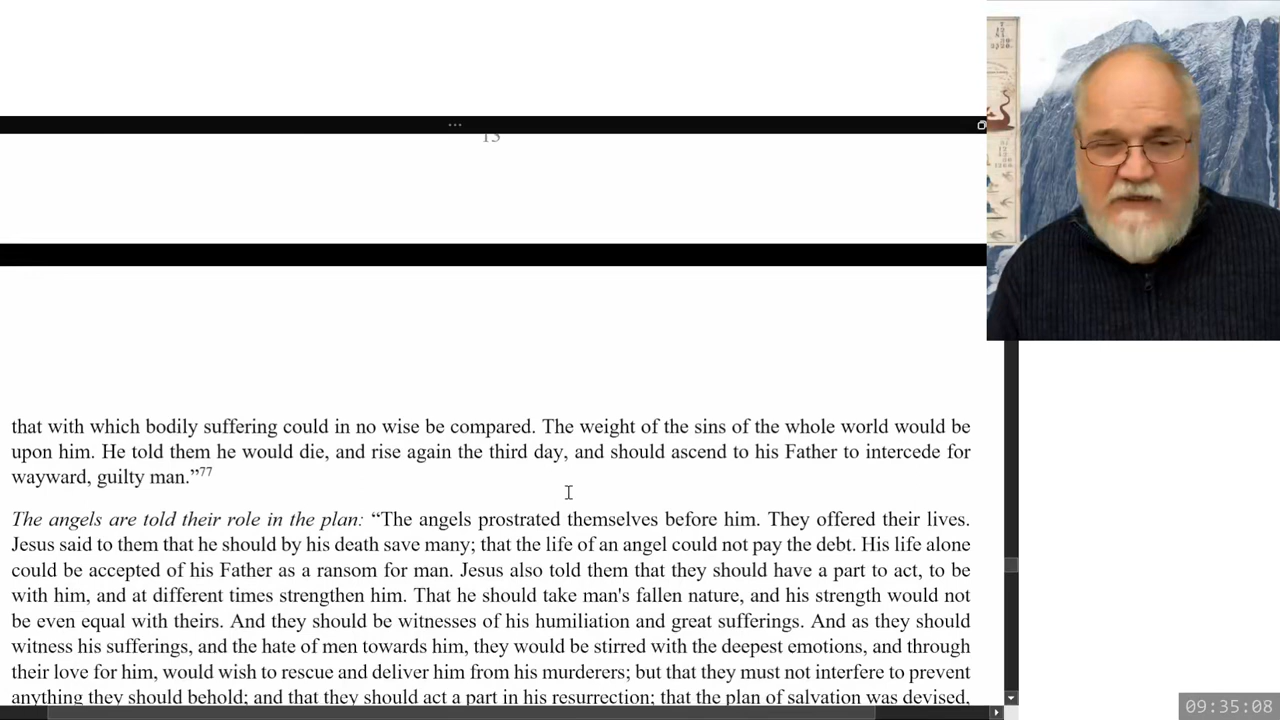 13
that with which bodily suffering could in no wise be compared. The weight of the sins of the whole world would be
upon him. He told them he would die, and rise again the third day, and should ascend to his Father to intercede for
wayward, guilty man.”77
The angels are told their role in the plan: “The angels prostrated themselves before him. They offered their lives.
Jesus said to them that he should by his death save many; that the life of an angel could not pay the debt. His life alone
could be accepted of his Father as a ransom for man. Jesus also told them that they should have a part to act, to be
with him, and at different times strengthen him. That he should take man's fallen nature, and his strength would not
be even equal with theirs. And they should be witnesses of his humiliation and great sufferings. And as they should
witness his sufferings, and the hate of men towards him, they would be stirred with the deepest emotions, and through
their love for him, would wish to rescue and deliver him from his murderers; but that they must not interfere to prevent
anything they should behold; and that they should act a part in his resurrection; that the plan of salvation was devised,
09:35:08